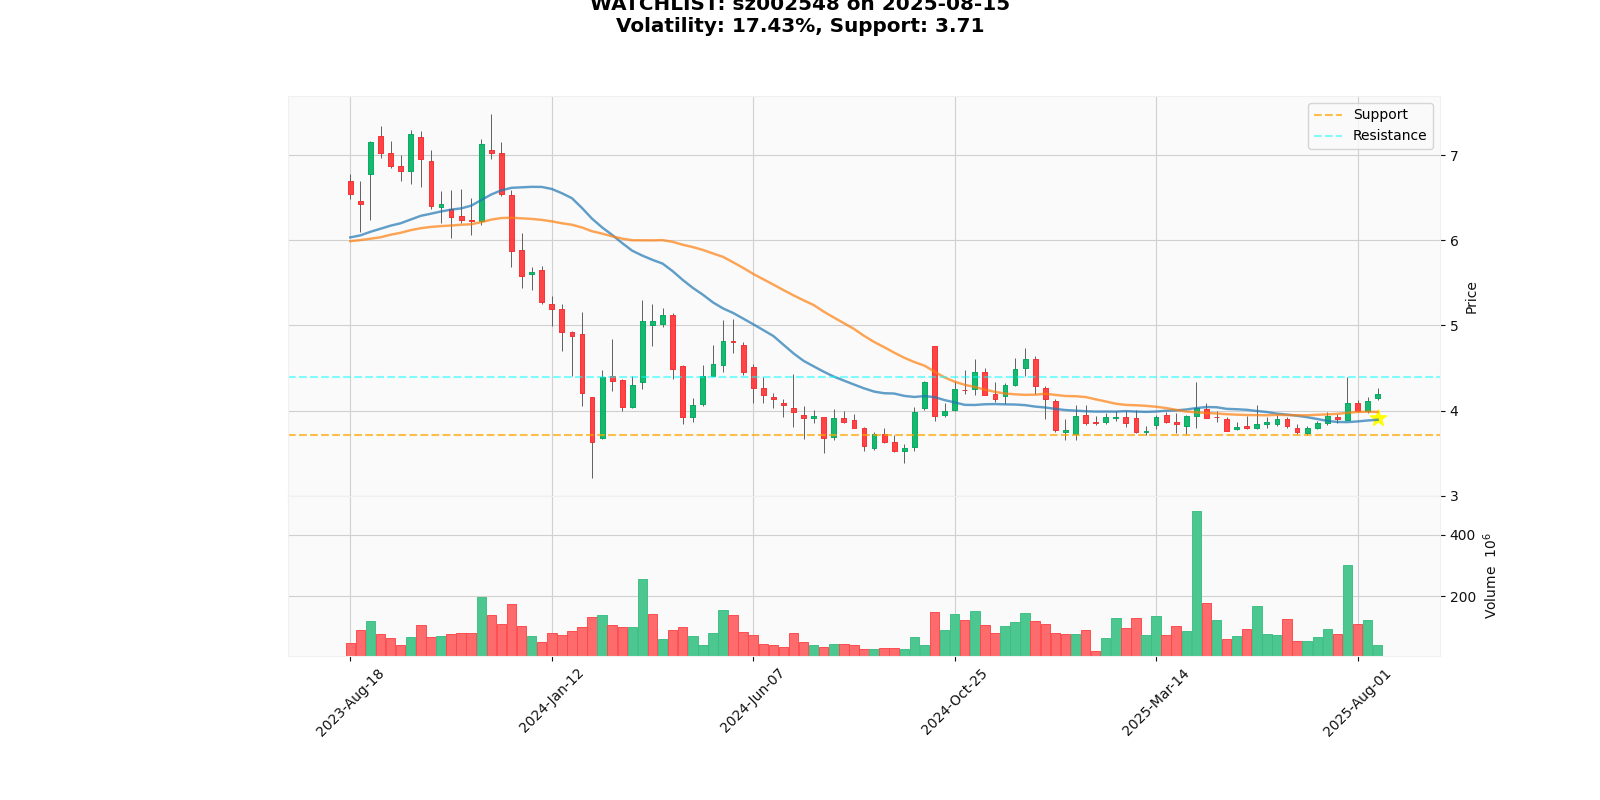 WATCHLIST: sz002548 on 2025-08-15
Volatility: 17.43%, Support: 3.71
Support
Resistance
7
6
5
4
3
Price
400
200
Volume 10⁶
2023-Aug-18
2024-Jan-12
2024-Jun-07
2024-Oct-25
2025-Mar-14
2025-Aug-01